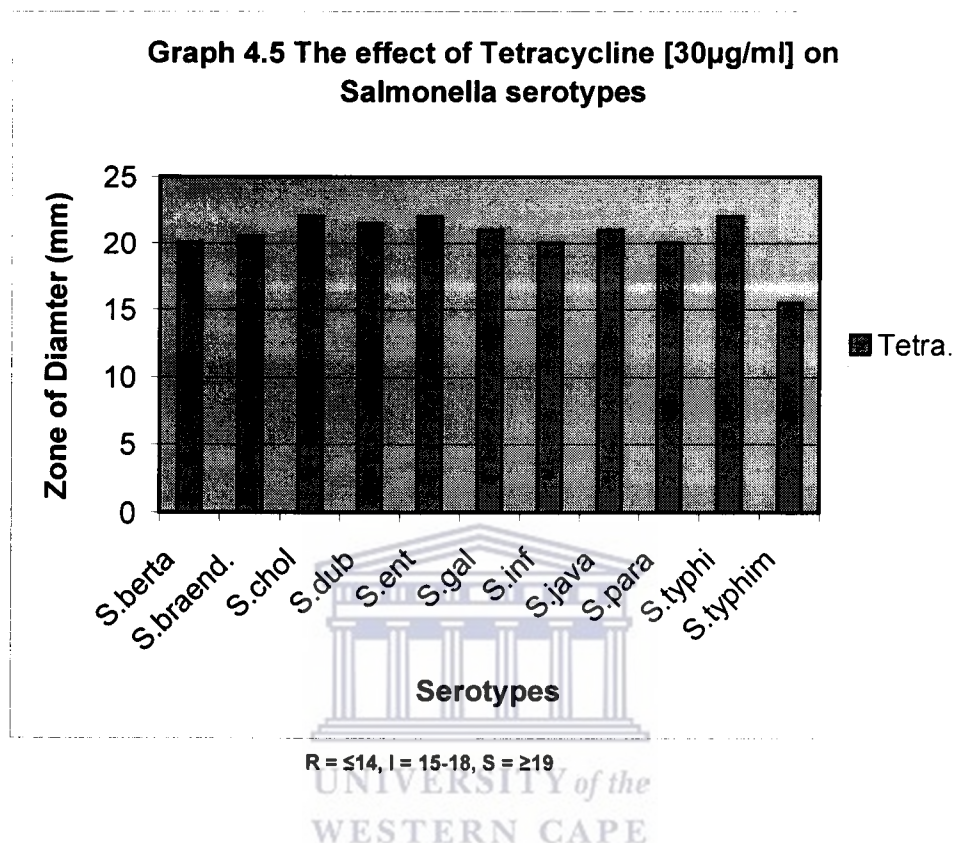 Graph 4.5 The effect of Tetracycline [30µg/ml] on
Salmonella serotypes
Zone of Diamter (mm)
25
20
15
10
5
0
S.berta
S.braend.
S.chol
S.dub
S.ent
S.gal
S.inf
S.java
S.para
S.typhi
S.typhim
Serotypes
Tetra.
R = ≤14, I = 15-18, S = ≥19
UNIVERSITY of the
WESTERN CAPE